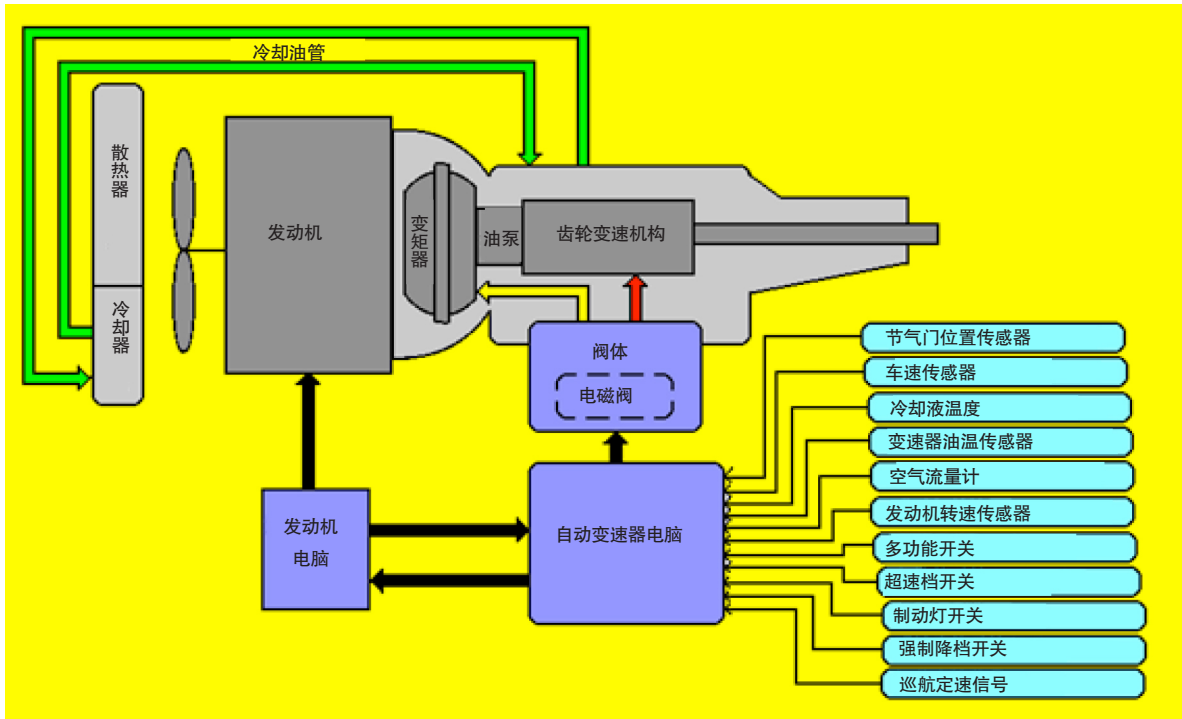 冷却油管
散热器
冷却器
发动机
变矩器
油泵
齿轮变速机构
阀体
电磁阀
发动机
电脑
自动变速器电脑
节气门位置传感器
车速传感器
冷却液温度
变速器油温传感器
空气流量计
发动机转速传感器
多功能开关
超速档开关
制动灯开关
强制降档开关
巡航定速信号